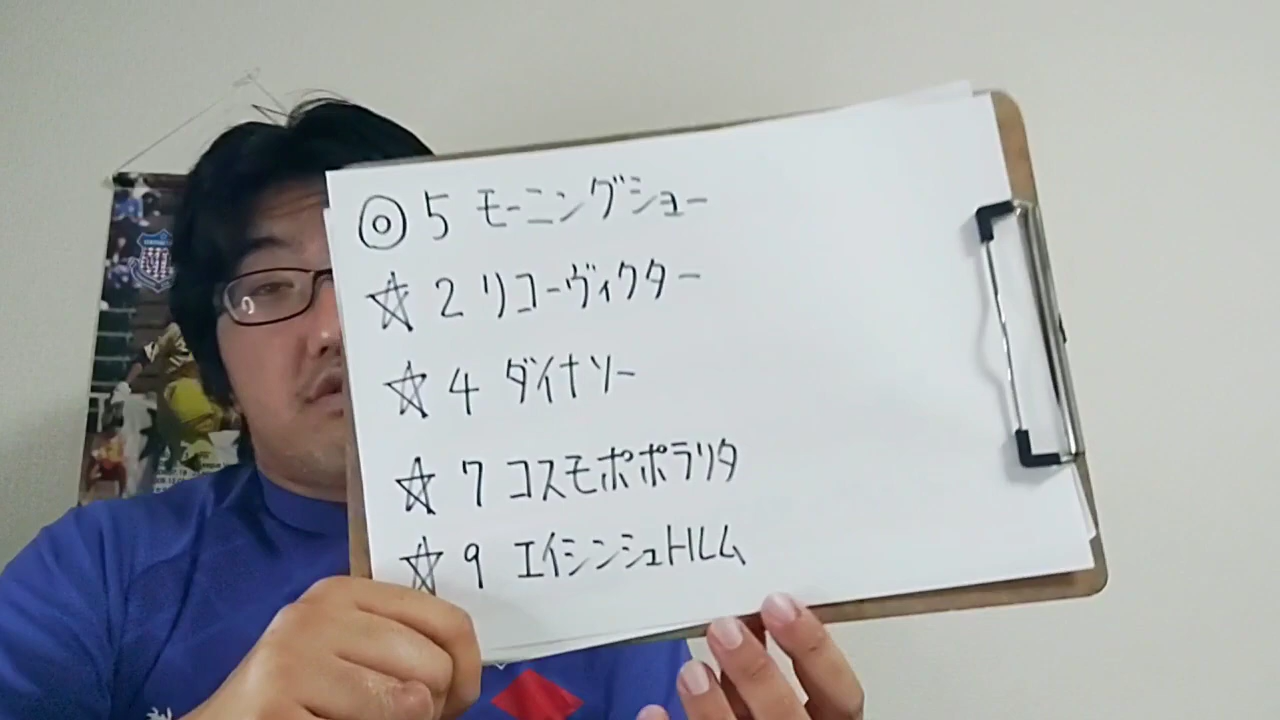 ◎ 5 モーニングショー
☆ 2 リコーヴィクター
☆ 4 ダイナソー
☆ 7 コスモポポラリタ
☆ 9 エイシンシュトルム